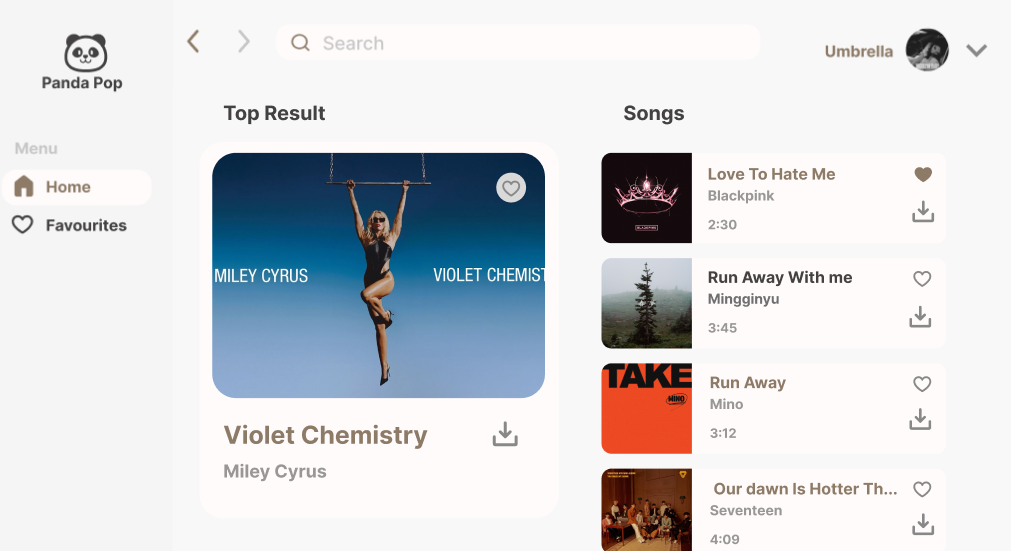 Panda Pop
Menu
Home
Favourites
Search
Umbrella
Top Result
MILEY CYRUS
VIOLET CHEMIST
Violet Chemistry
Miley Cyrus
Songs
BLACKPINK
Love To Hate Me
Blackpink
2:30
Run Away With me
Mingginyu
3:45
TAKE
MINO
Run Away
Mino
3:12
Our dawn Is Hotter Th...
Seventeen
4:09